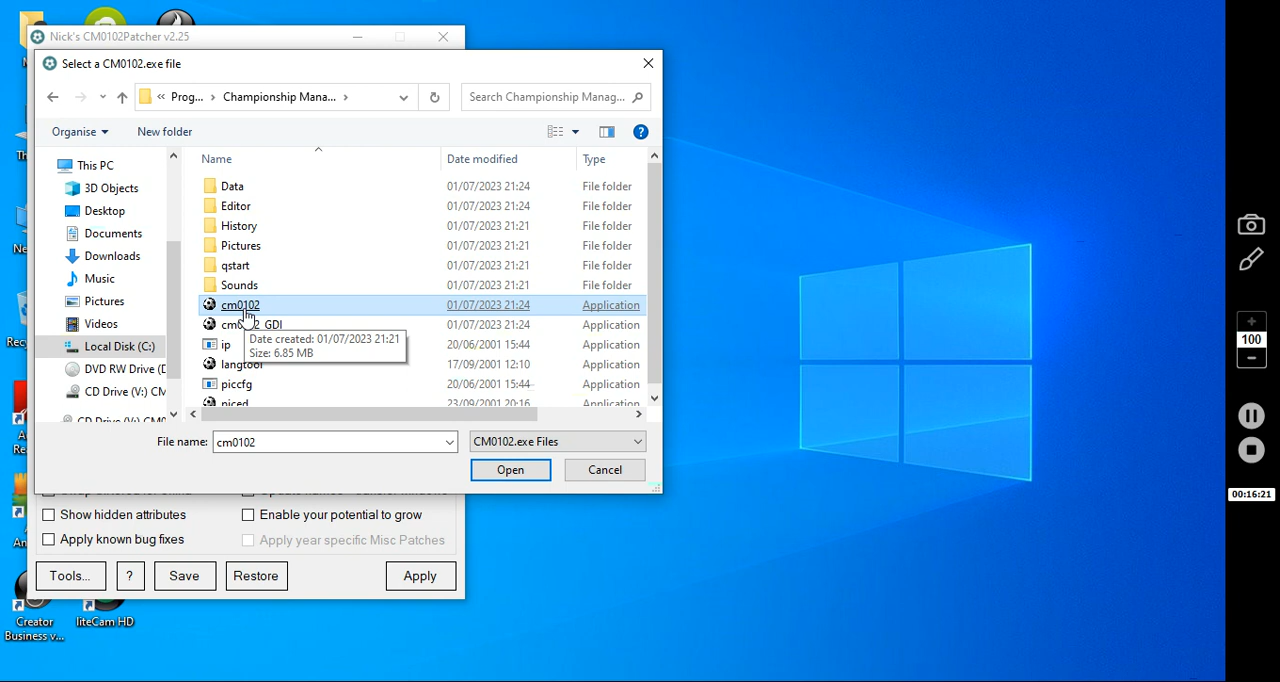 Nick's CM0102Patcher v2.25
Select a CM0102.exe file
« Prog... › Championship Mana... ›
Search Championship Manag...
Organise
New folder
Name
Date modified
Type
This PC
3D Objects
Desktop
Documents
Downloads
Music
Pictures
Videos
Local Disk (C:)
DVD RW Drive (D
CD Drive (V:) CM
Data 01/07/2023 21:24 File folder
Editor 01/07/2023 21:24 File folder
History 01/07/2023 21:21 File folder
Pictures 01/07/2023 21:21 File folder
qstart 01/07/2023 21:21 File folder
Sounds 01/07/2023 21:21 File folder
cm0102 01/07/2023 21:24 Application
GDI 01/07/2023 21:24 Application
Date created: 01/07/2023 21:21
Size: 6.85 MB
ip 20/06/2001 15:44 Application
langtool 17/09/2001 12:10 Application
piccfg 20/06/2001 15:44 Application
piced 23/09/2001 20:16 Application
File name: cm0102
CM0102.exe Files
Open
Cancel
Show hidden attributes
Enable your potential to grow
Apply known bug fixes
Apply year specific Misc Patches
Tools...
?
Save
Restore
Apply
Creator
Business v...
liteCam HD
100
00:16:21